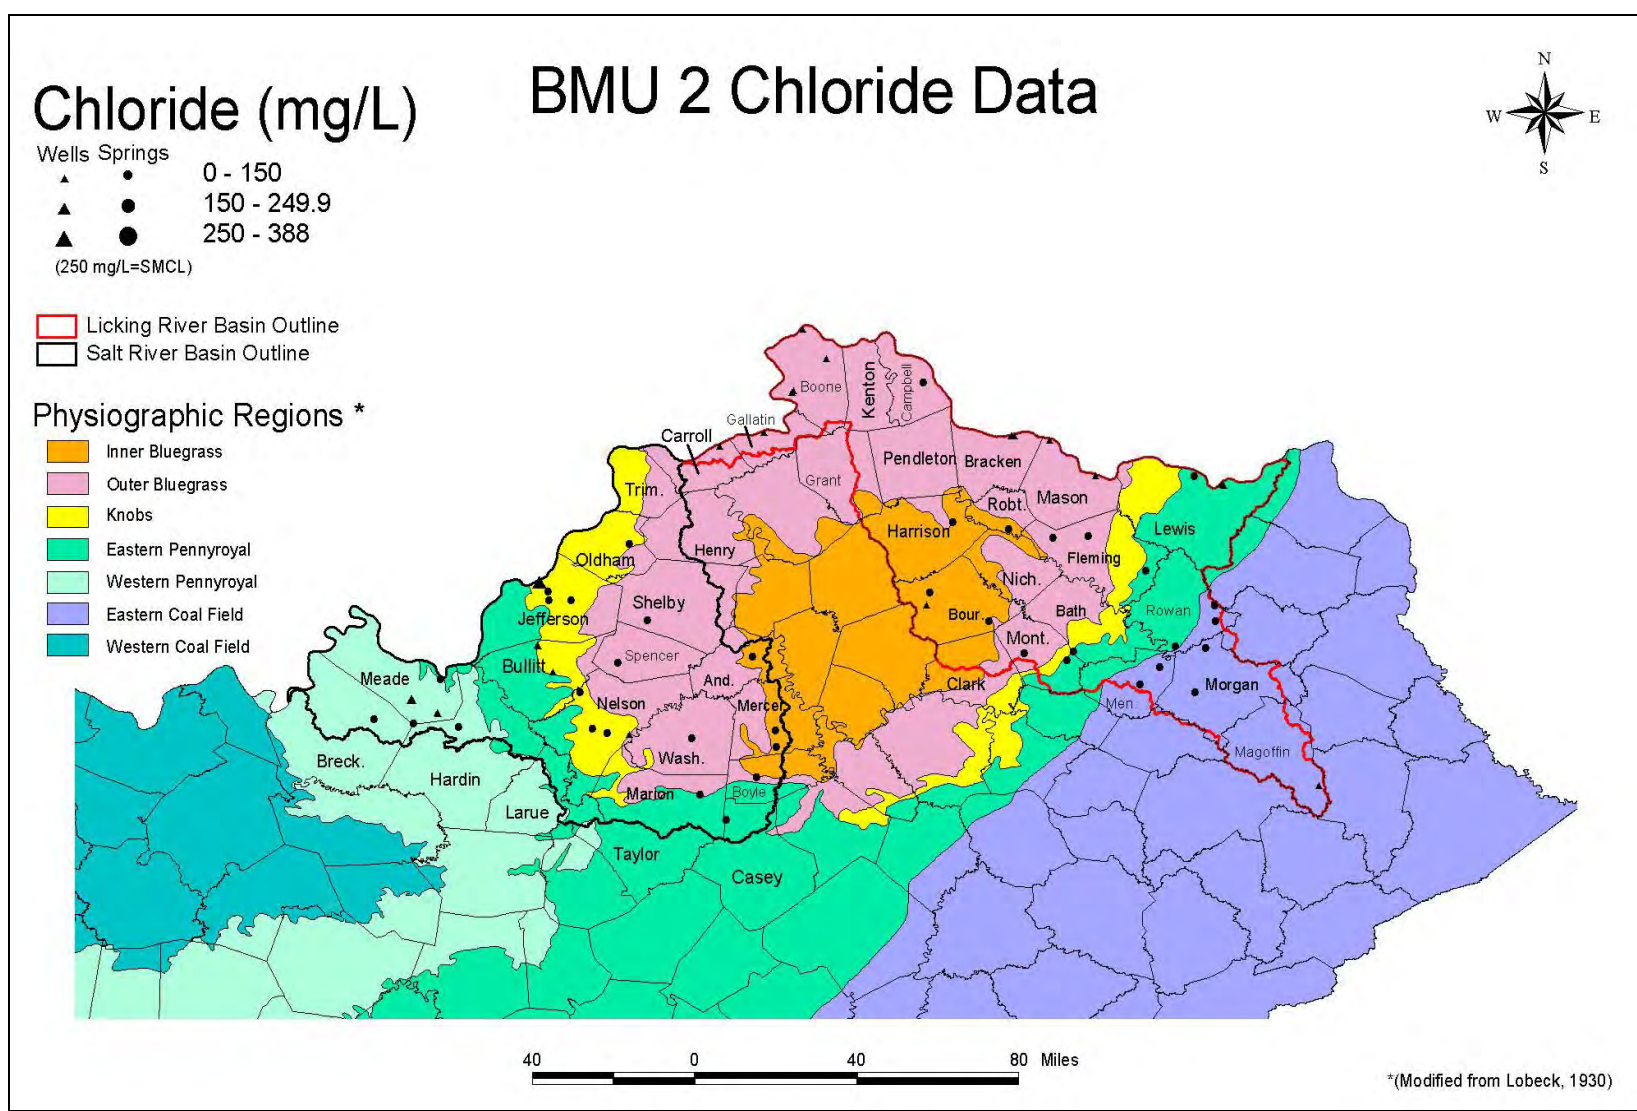 BMU 2 Chloride Data
N
W E
S
Chloride (mg/L)
Wells Springs
0 - 150
150 - 249.9
250 - 388
(250 mg/L=SMCL)
Licking River Basin Outline
Salt River Basin Outline
Physiographic Regions *
Inner Bluegrass
Outer Bluegrass
Knobs
Eastern Pennyroyal
Western Pennyroyal
Eastern Coal Field
Western Coal Field
Boone
Kenton
Campbell
Gallatin
Carroll
Pendleton
Bracken
Grant
Trim.
Robt.
Mason
Harrison
Lewis
Henry
Oldham
Fleming
Nich.
Shelby
Jefferson
Bour.
Bath
Rowan
Mont.
Spencer
Bullitt
Meade
And.
Clark
Morgan
Nelson
Mercer
Men.
Magoffin
Wash.
Breck.
Hardin
Marion
Boyle
Larue
Taylor
Casey
40 0 40 80 Miles
*(Modified from Lobeck, 1930)